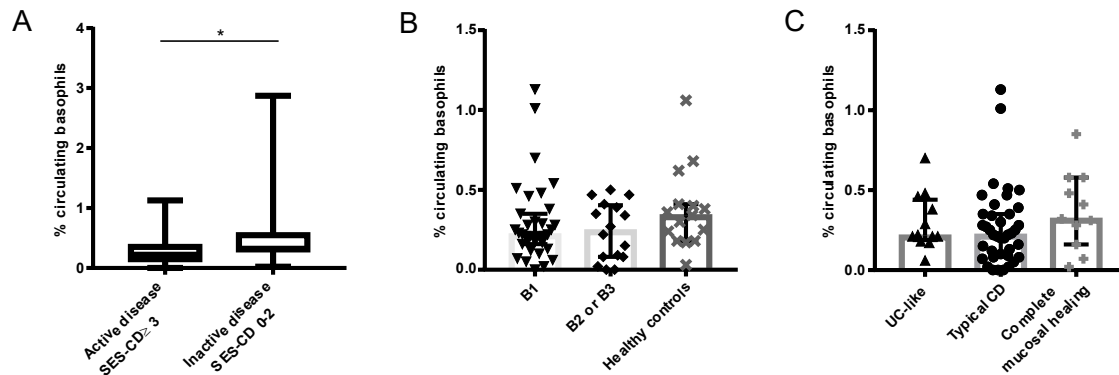 A
% circulating basophils
4
3
2
1
0
*
Active disease
SES-CD≥ 3
Inactive disease
SES-CD 0-2
B
% circulating basophils
1.5
1.0
0.5
0.0
B1
B2 or B3
Healthy controls
C
% circulating basophils
1.5
1.0
0.5
0.0
UC-like
Typical CD
Complete
mucosal healing